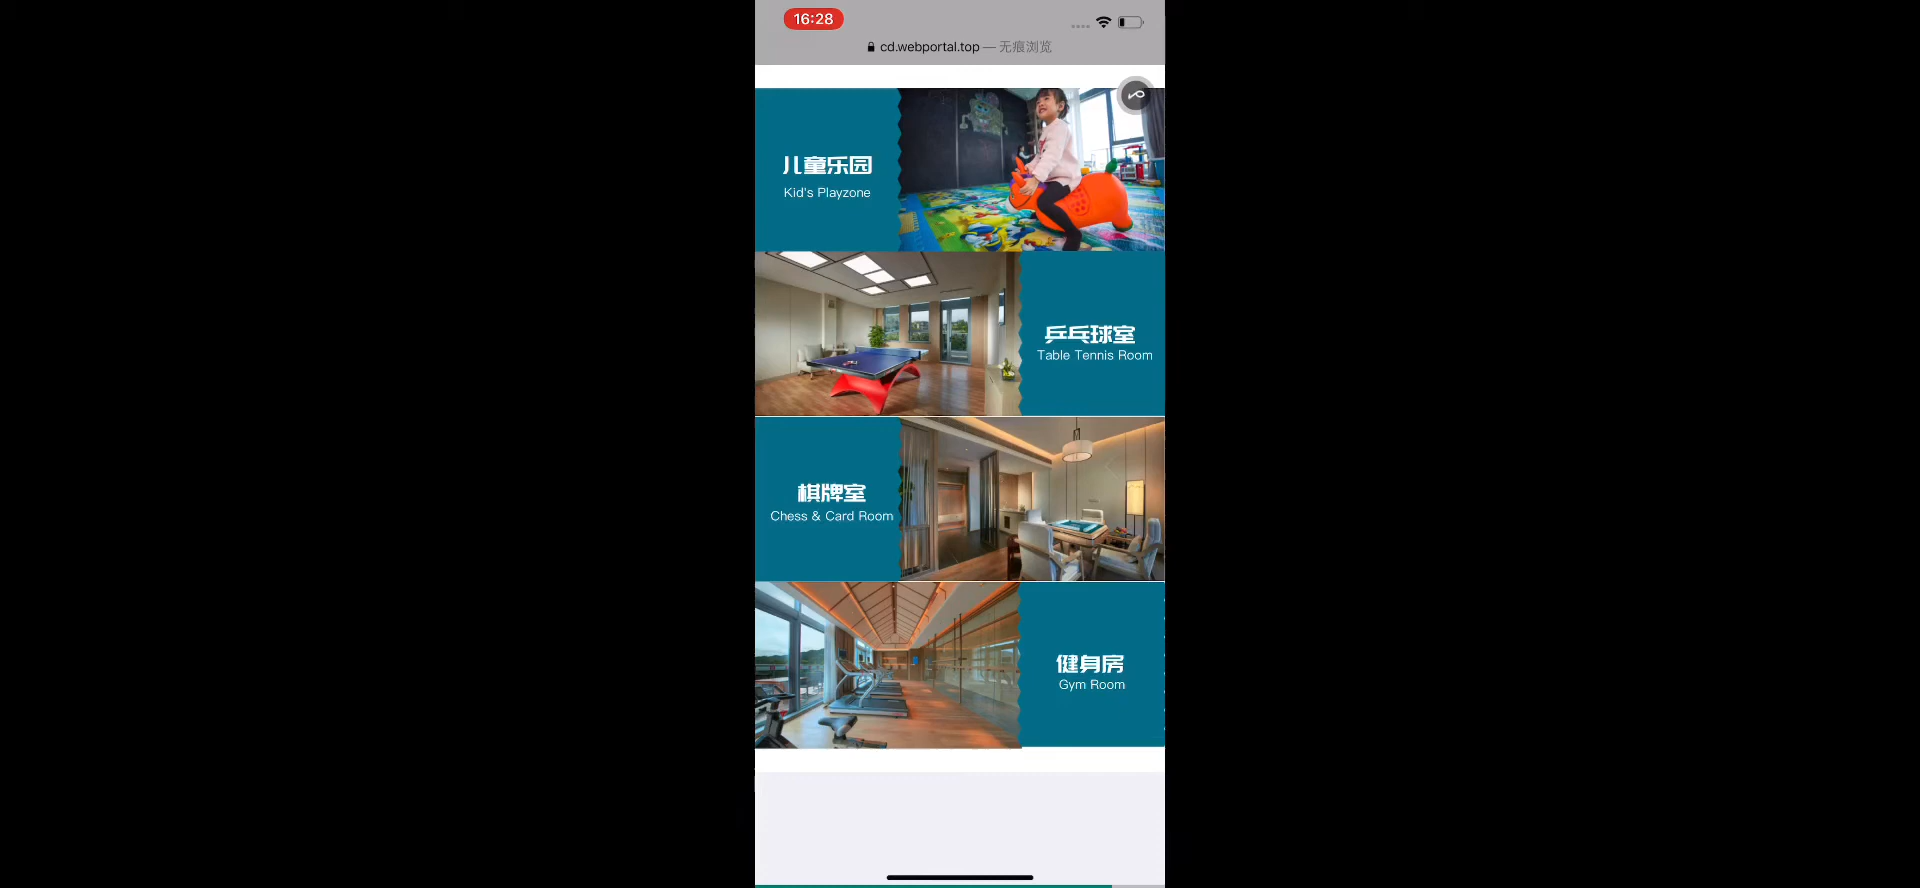 16:28
cd.webportal.top — 无痕浏览
儿童乐园
Kid's Playzone
乒乓球室
Table Tennis Room
棋牌室
Chess & Card Room
健身房
Gym Room